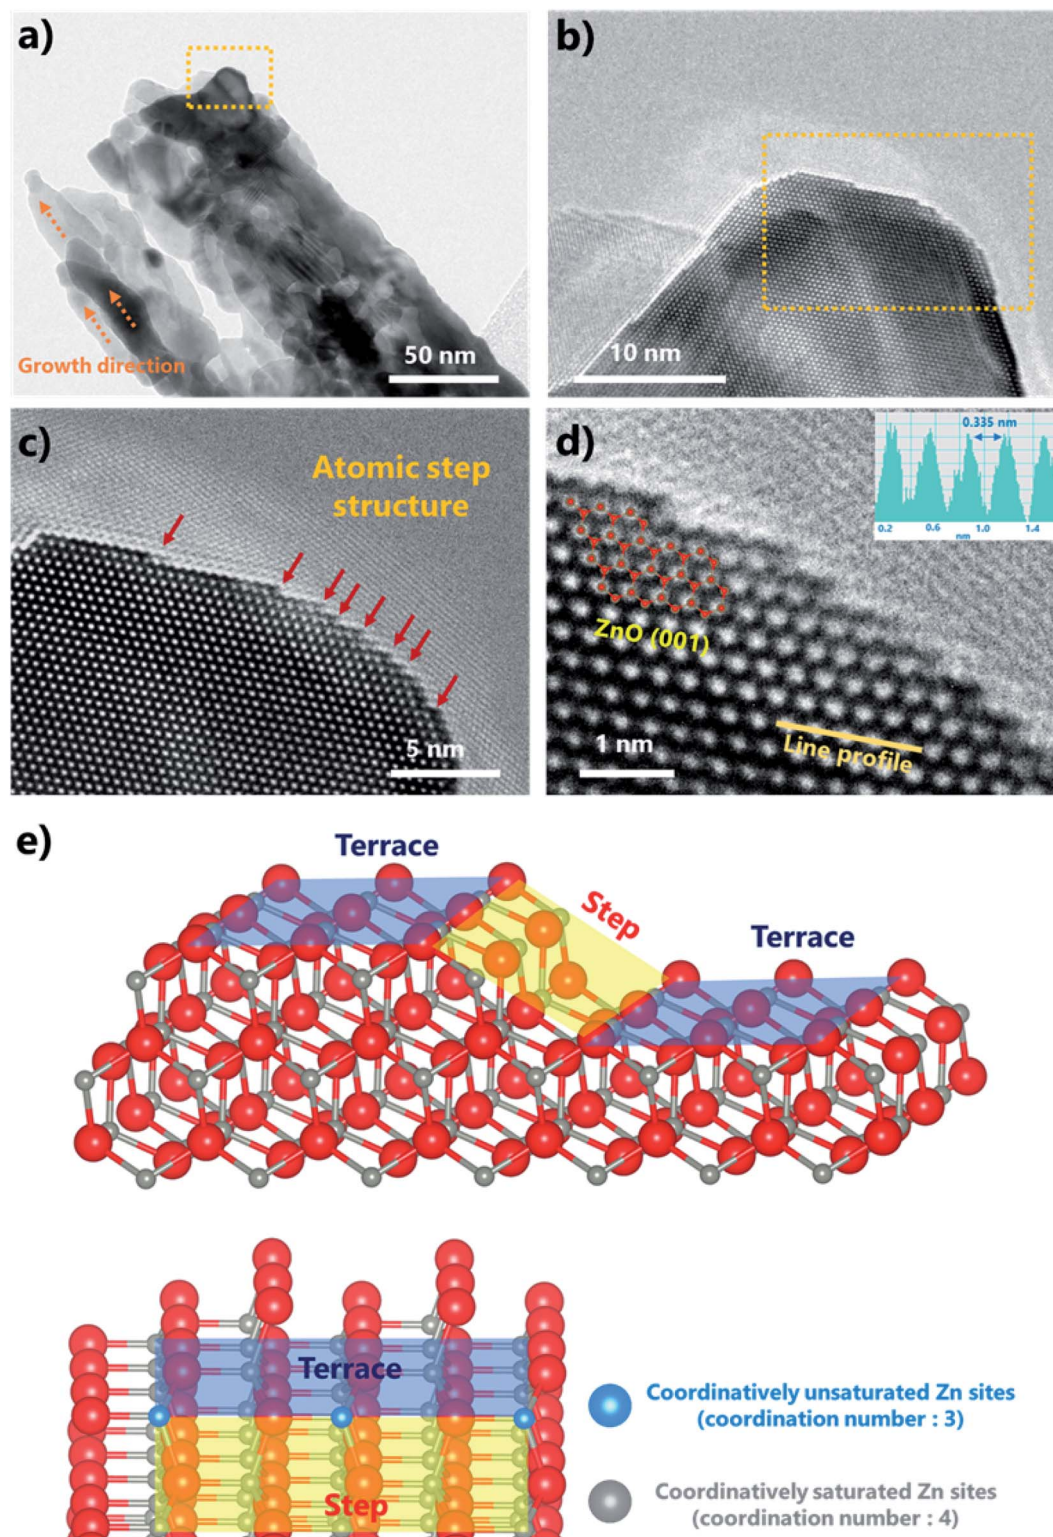 a)
50 nm
Growth direction
b)
10 nm
c)
Atomic step
structure
5 nm
d)
0.335 nm
0.2
0.6
1.0
1.4
nm
ZnO (001)
Line profile
1 nm
e)
Terrace
Step
Terrace
Terrace
Step
Coordinatively unsaturated Zn sites
(coordination number : 3)
Coordinatively saturated Zn sites
(coordination number : 4)